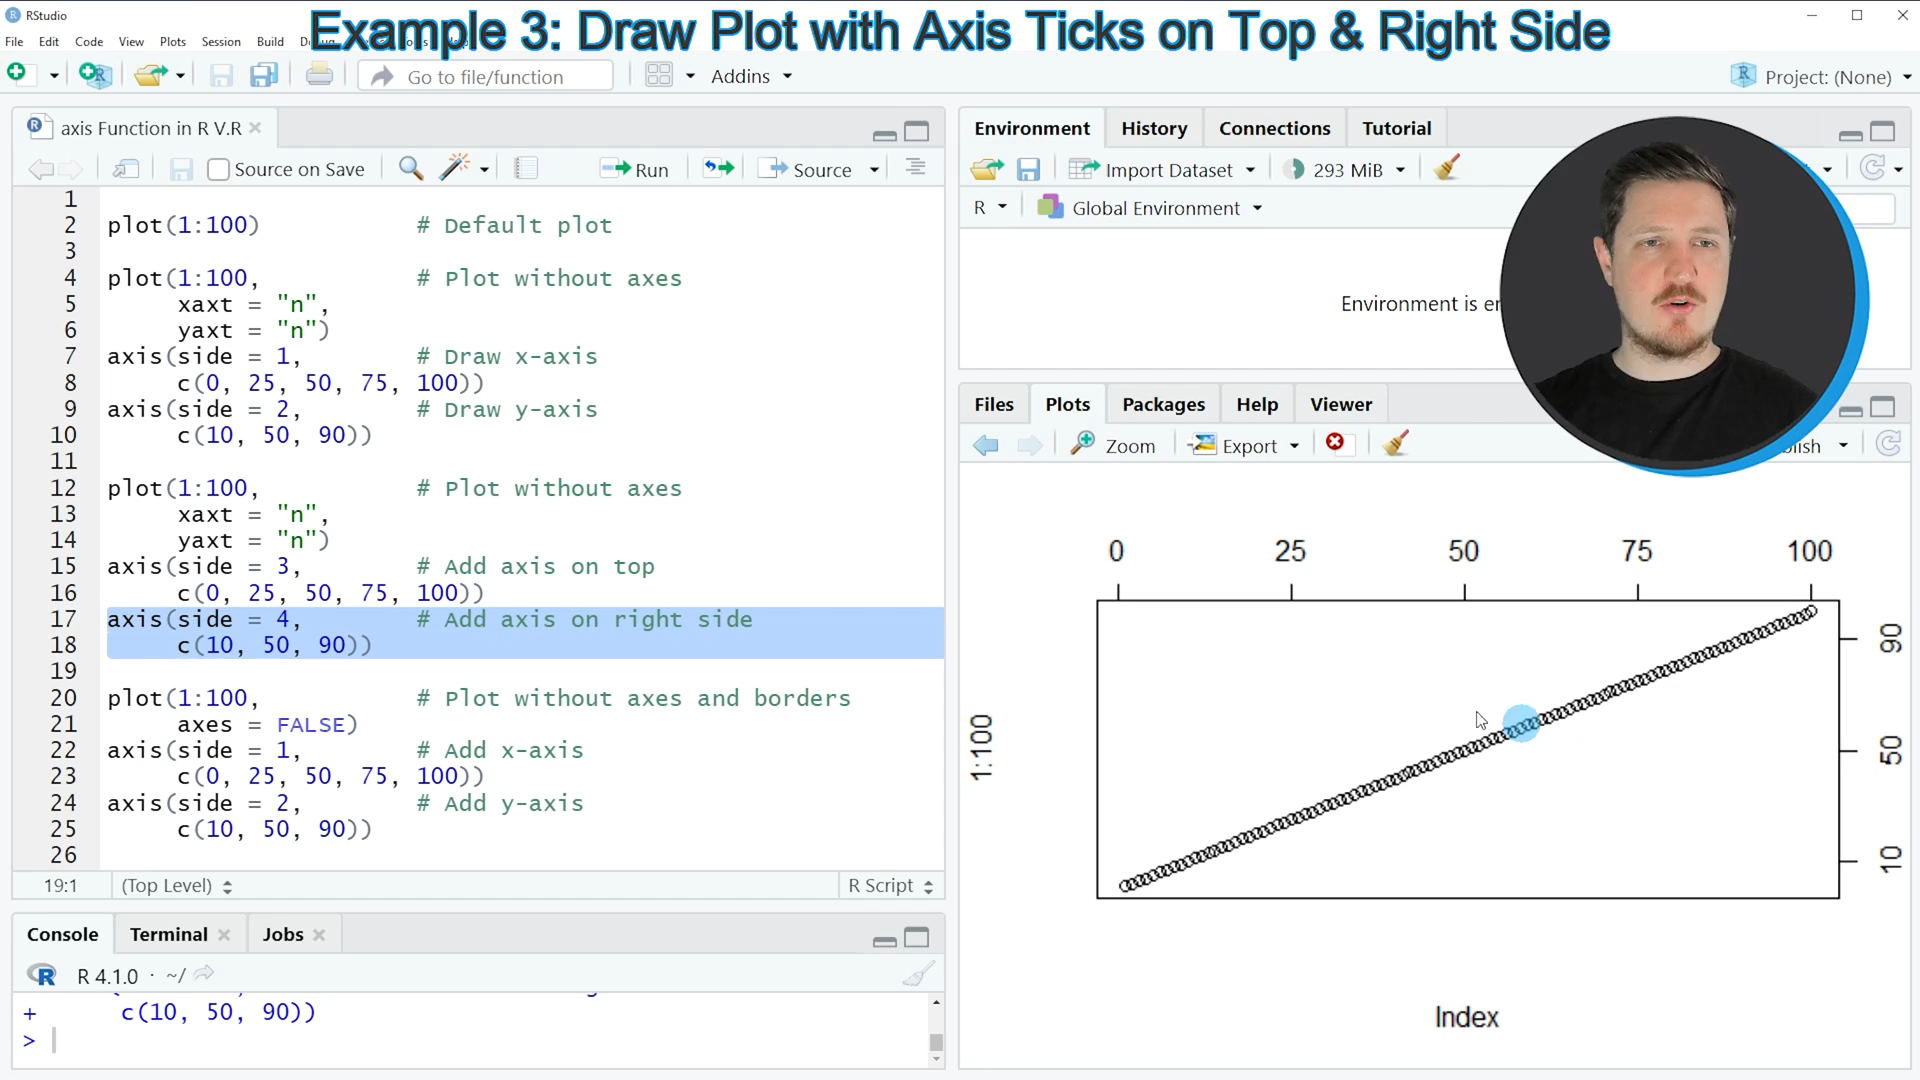 RStudio
Example 3: Draw Plot with Axis Ticks on Top & Right Side
File Edit Code View Plots Session Build
Go to file/function
Addins
Project: (None)
axis Function in R V.R
Source on Save
Run
Source
1
2 plot(1:100) # Default plot
3
4 plot(1:100, # Plot without axes
5 xaxt = "n",
6 yaxt = "n")
7 axis(side = 1, # Draw x-axis
8 c(0, 25, 50, 75, 100))
9 axis(side = 2, # Draw y-axis
10 c(10, 50, 90))
11
12 plot(1:100, # Plot without axes
13 xaxt = "n",
14 yaxt = "n")
15 axis(side = 3, # Add axis on top
16 c(0, 25, 50, 75, 100))
17 axis(side = 4, # Add axis on right side
18 c(10, 50, 90))
19
20 plot(1:100, # Plot without axes and borders
21 axes = FALSE)
22 axis(side = 1, # Add x-axis
23 c(0, 25, 50, 75, 100))
24 axis(side = 2, # Add y-axis
25 c(10, 50, 90))
26
19:1 (Top Level) R Script
Console Terminal Jobs
R 4.1.0 · ~/
+ c(10, 50, 90))
>
Environment History Connections Tutorial
Import Dataset 293 MiB
R Global Environment
Environment is
Files Plots Packages Help Viewer
Zoom Export
0 25 50 75 100
90
50
10
1:100
Index